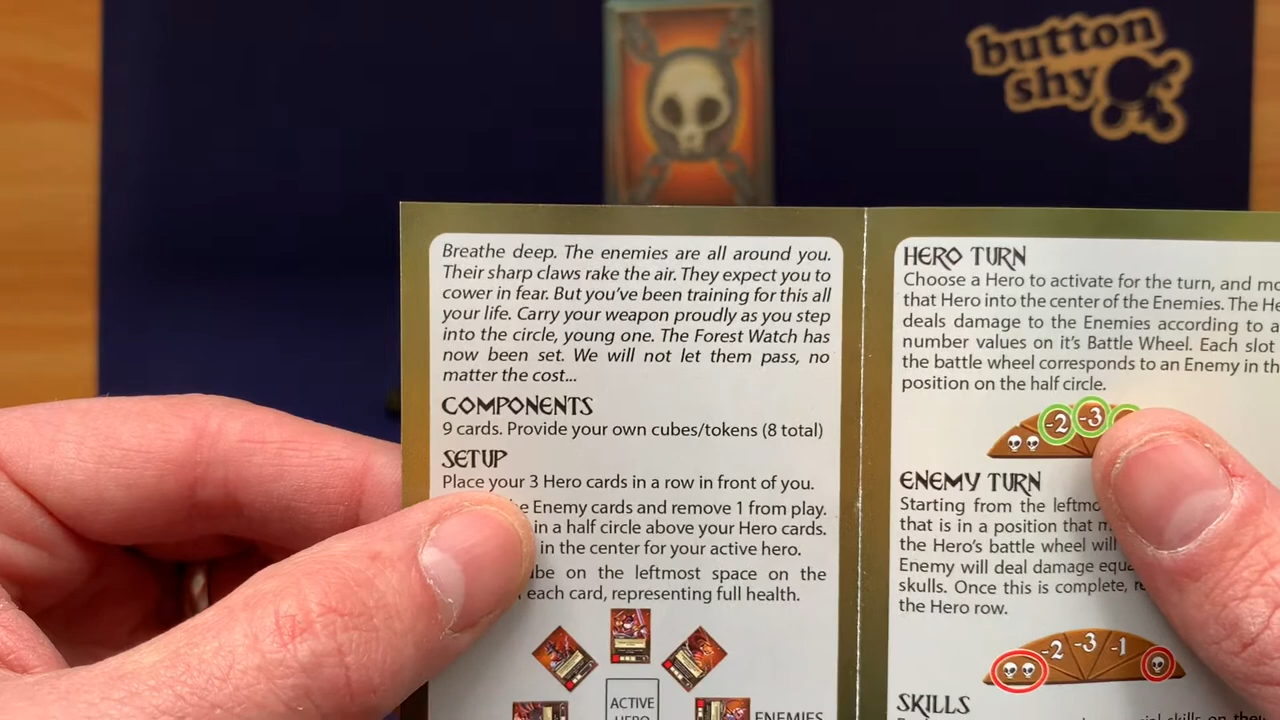 button
shy
Breathe deep. The enemies are all around you.
Their sharp claws rake the air. They expect you to
cower in fear. But you've been training for this all
your life. Carry your weapon proudly as you step
into the circle, young one. The Forest Watch has
now been set. We will not let them pass, no
matter the cost...
COMPONENTS
9 cards. Provide your own cubes/tokens (8 total)
SETUP
Place your 3 Hero cards in a row in front of you.
Enemy cards and remove 1 from play.
in a half circle above your Hero cards.
in the center for your active hero.
on the leftmost space on the
each card, representing full health.
ACTIVE
HERO
ENEMIES
HERO TURN
Choose a Hero to activate for the turn, and
that Hero into the center of the Enemies. The
deals damage to the Enemies according to
number values on it's Battle Wheel. Each slot
the battle wheel corresponds to an Enemy in
position on the half circle.
-2 -3
ENEMY TURN
Starting from the
that is in a position that
the Hero's battle wheel will
Enemy will deal damage
skulls. Once this is complete,
the Hero row.
-2 -3 -1
SKILLS